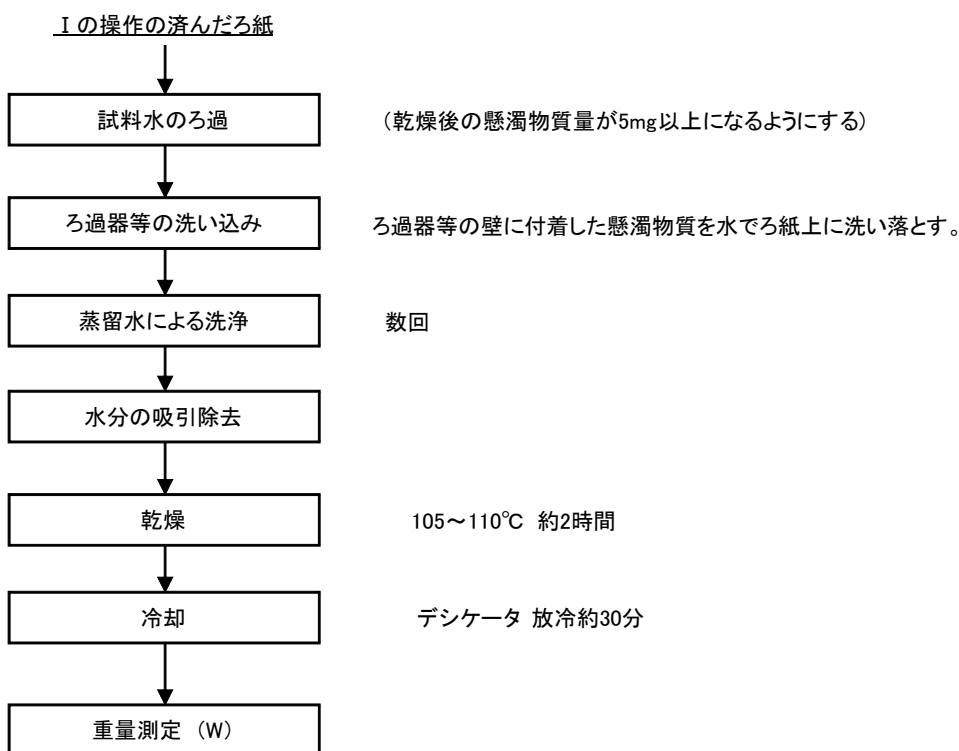 Ⅰの操作の済んだろ紙
試料水のろ過
(乾燥後の懸濁物質量が5mg以上になるようにする)
ろ過器等の洗い込み
ろ過器等の壁に付着した懸濁物質を水でろ紙上に洗い落とす。
蒸留水による洗浄
数回
水分の吸引除去
乾燥
105～110℃ 約2時間
冷却
デシケータ 放冷約30分
重量測定 (W)